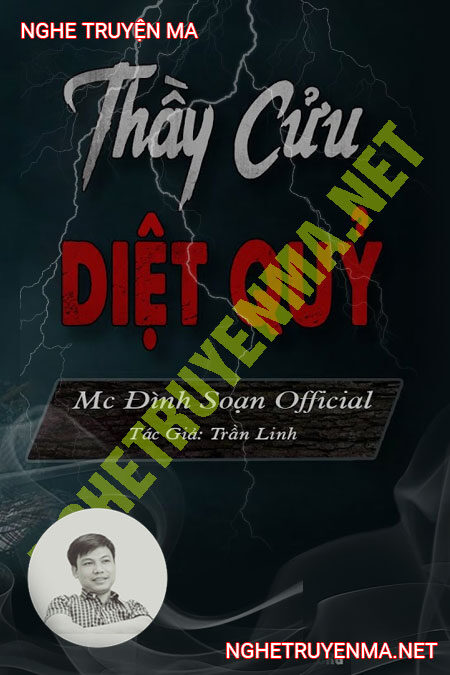 NGHE TRUYỆN MA
Thầy Cửu
DIỆT QUỶ
NGHETRUYENMA.NET
Mc Đình Soạn Official
Tác Giả: Trần Linh
NGHETRUYENMA.NET